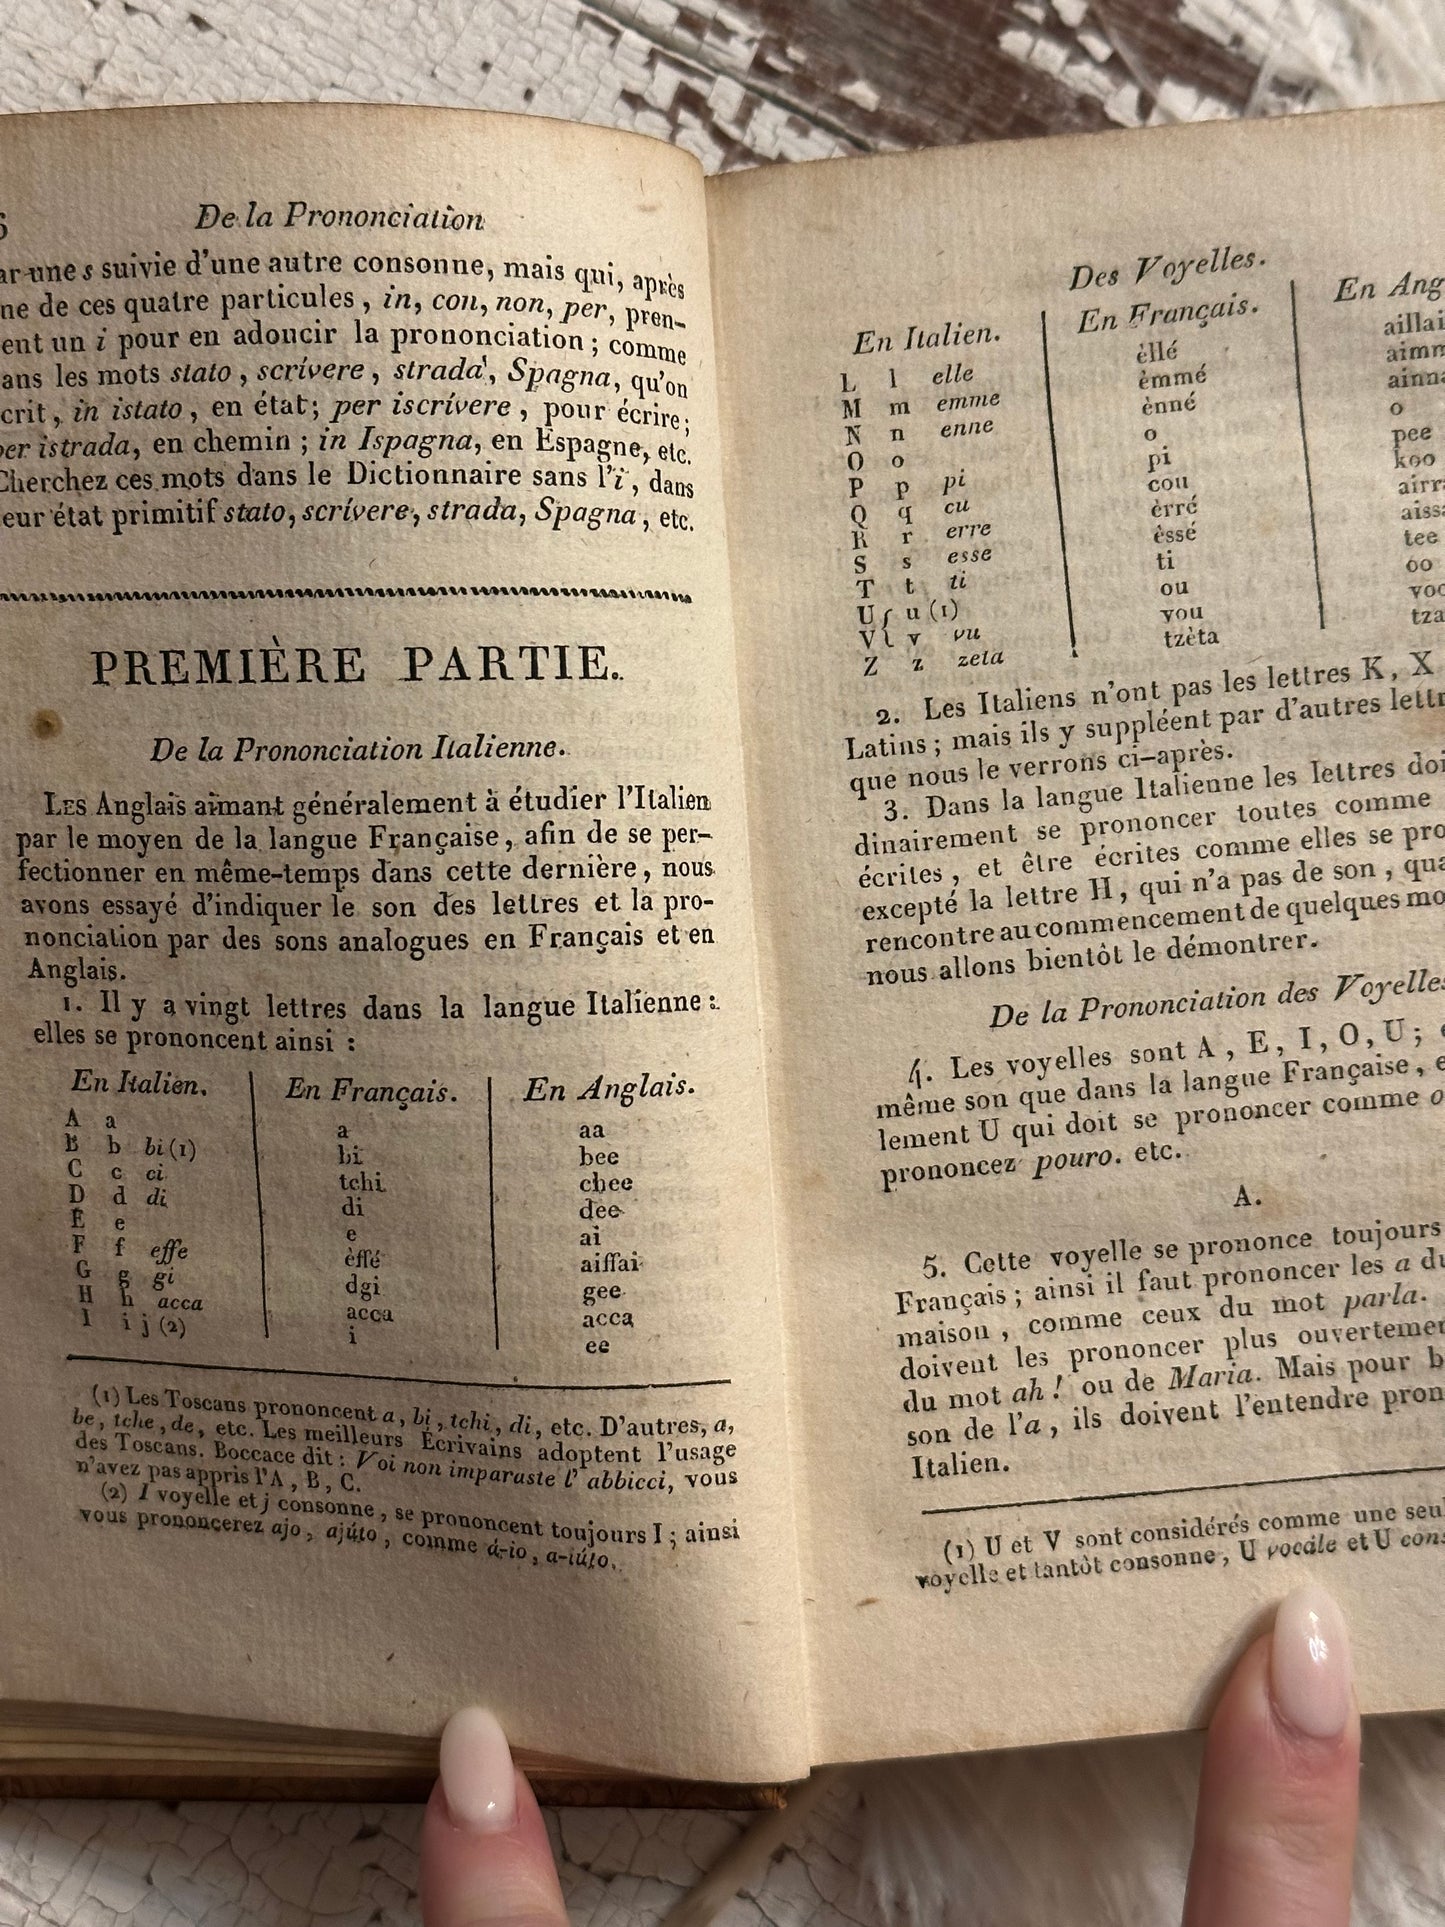 De la Prononciation
une s suivie d'une autre consonne, mais qui, après
de ces quatre particules, in, con, non, per, pren-
un i pour en adoucir la prononciation; comme
les mots stato, scrívere, strada, Spagna, qu'on
in istato, en état; per iscrívere, pour écrire;
istrada, en chemin; in Ispagna, en Espagne, etc.
Cherchez ces mots dans le Dictionnaire sans l'i, dans
état primitif stato, scrívere, strada, Spagna, etc.
PREMIÈRE PARTIE.
De la Prononciation Italienne.
LES Anglais aimant généralement à étudier l'Italien
par le moyen de la langue Française, afin de se per-
fectionner en même-temps dans cette dernière, nous
avons essayé d'indiquer le son des lettres et la pro-
nonciation par des sons analogues en Français et en
Anglais.
1. Il y a vingt lettres dans la langue Italienne:
elles se prononcent ainsi:
En Italien. En Français. En Anglais.
A a a aa
B b bi (1) bi bee
C c ci tchi chee
D d di di dee
E e e ai
F f effe èffé aiffai
G g gi dgi gee
H h acca acca acca
I i j (2) i ee
(1) Les Toscans prononcent a, bi, tchi, di, etc. D'autres, a,
be, tche, de, etc. Les meilleurs Écrivains adoptent l'usage
des Toscans. Boccace dit: Voi non imparaste l' abbicci, vous
n'avez pas appris l'A, B, C.
(2) I voyelle et j consonne, se prononcent toujours I; ainsi
vous prononcerez ajo, ajúto, comme á-io, a-iúto.
Des Voyelles.
En Italien. En Français. En
L l elle èllé
M m emme èmmé
N n enne ènné
O o o o
P p pi pi pee
Q q cu cou koo
R r erre èrré
S s esse èssé
T t ti ti tee
U u (1) ou oo
V v vu vou
Z z zeta tzèta
2. Les Italiens n'ont pas les lettres K, X
Latins; mais ils y suppléent par d'autres
que nous le verrons ci-après.
3. Dans la langue Italienne les lettres
dinairement se prononcer toutes comme
écrites, et être écrites comme elles se
excepté la lettre H, qui n'a pas de son,
rencontre au commencement de quelques
nous allons bientôt le démontrer.
De la Prononciation des Voyelles
4. Les voyelles sont A, E, I, O, U;
même son que dans la langue Française,
lement U qui doit se prononcer comme
prononcez pouro. etc.
A.
5. Cette voyelle se prononce toujours
Français; ainsi il faut prononcer les a
maison, comme ceux du mot parla.
doivent les prononcer plus
du mot ah! ou de Maria. Mais pour
son de l'a, ils doivent l'entendre
Italien.
(1) U et V sont considérés comme une
voyelle et tantôt consonne, U vocále et U